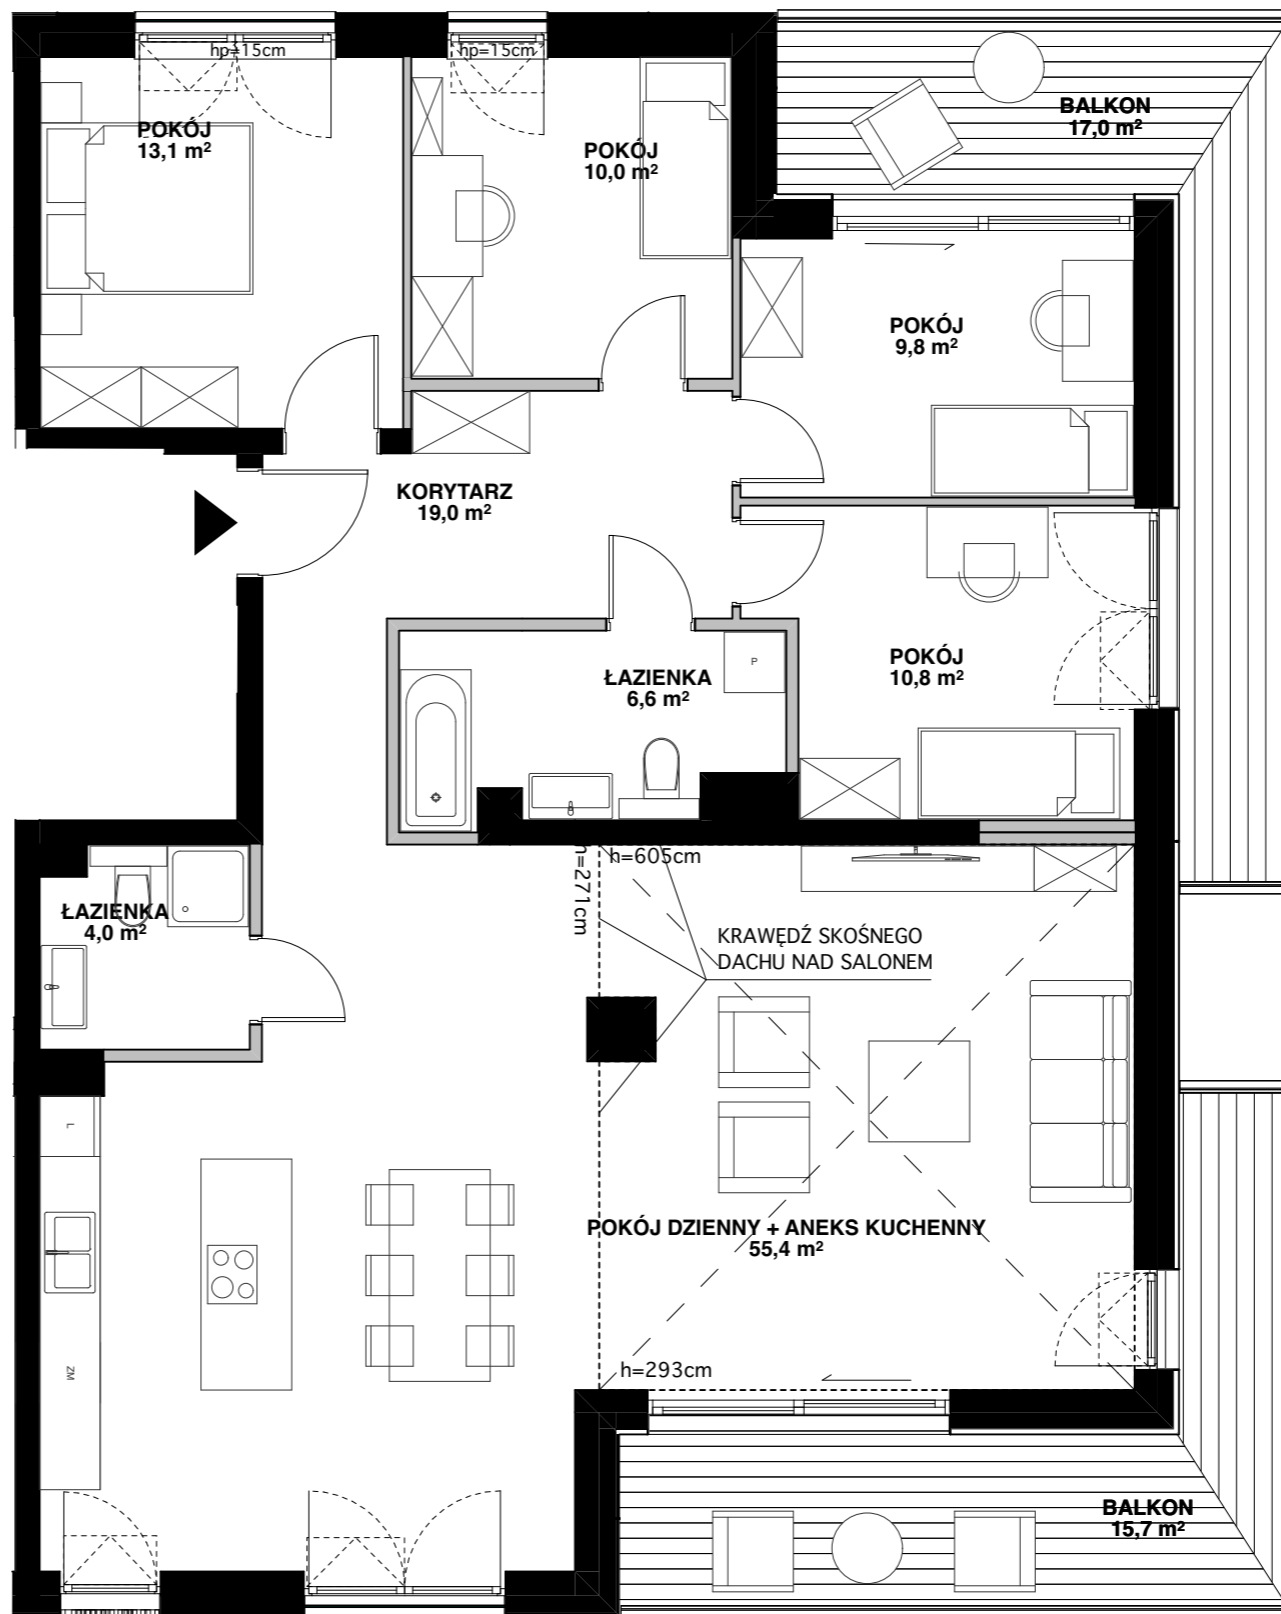 hp=15cm
hp=15cm
BALKON
17,0 m²
POKÓJ
13,1 m²
POKÓJ
10,0 m²
POKÓJ
9,8 m²
KORYTARZ
19,0 m²
P
ŁAZIENKA
6,6 m²
POKÓJ
10,8 m²
h=605cm
h=271cm
ŁAZIENKA
4,0 m²
KRAWĘDŹ SKOŚNEGO
DACHU NAD SALONEM
L
POKÓJ DZIENNY + ANEKS KUCHENNY
55,4 m²
ZM
h=293cm
BALKON
15,7 m²